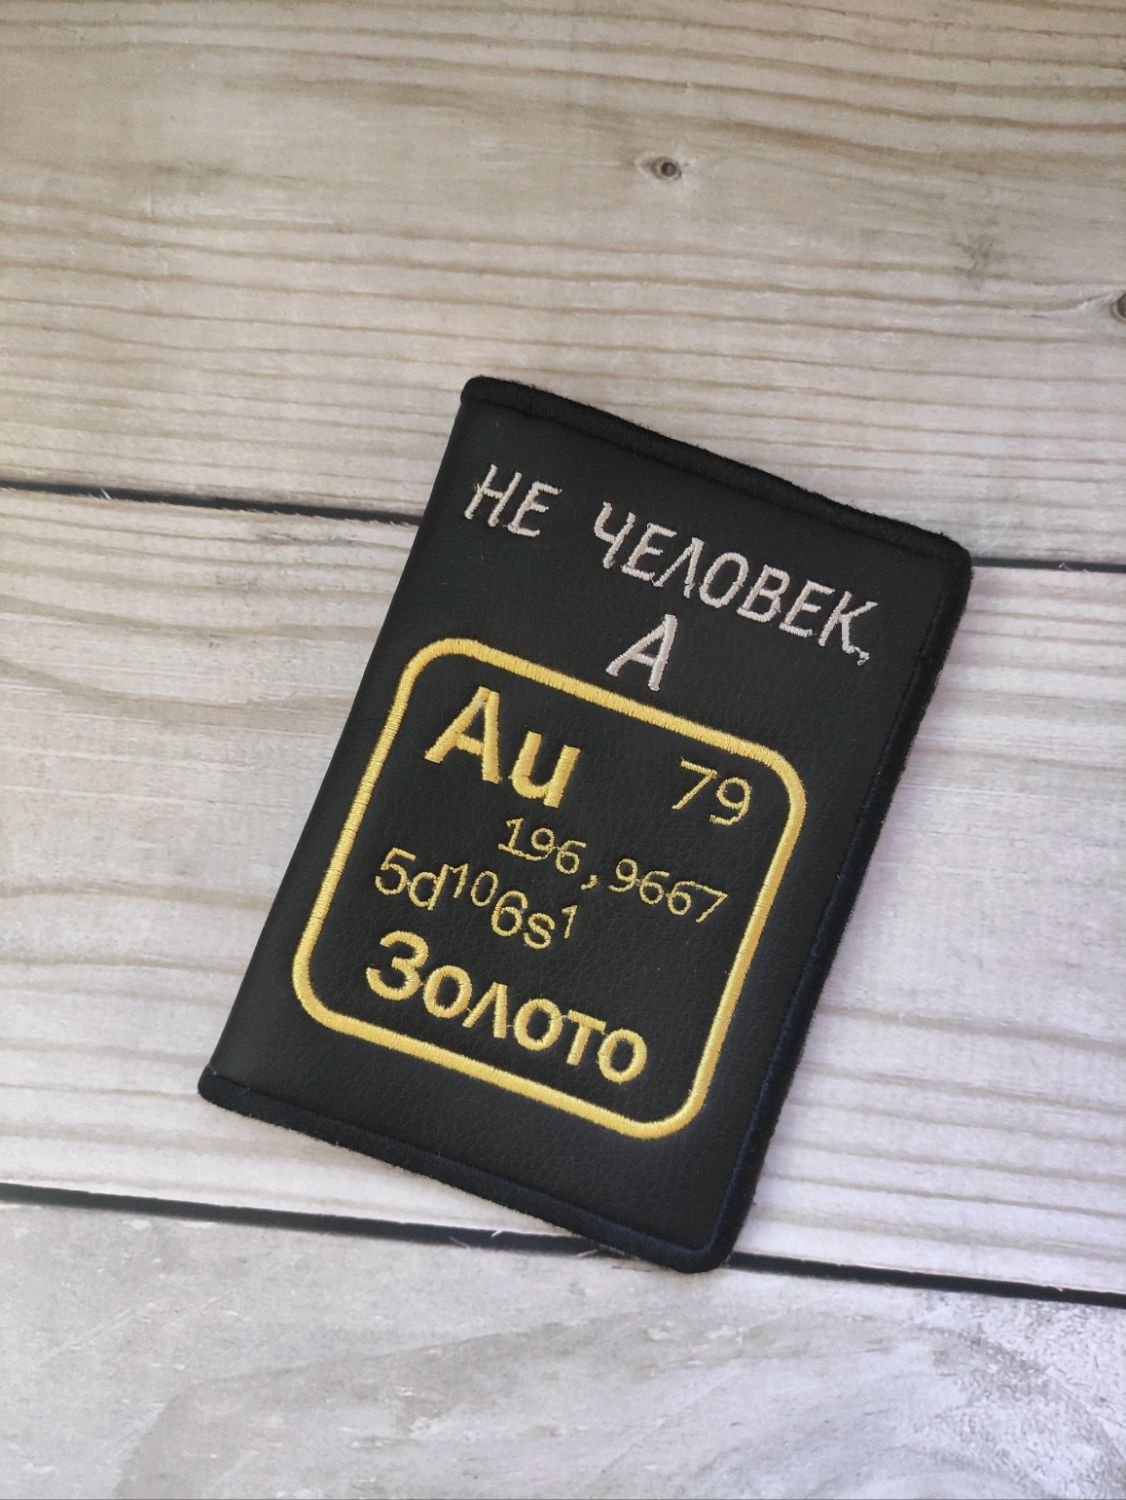 НЕ ЧЕЛОВЕК,
А
Au 79
196,9667
5d¹⁰6s¹
Золото